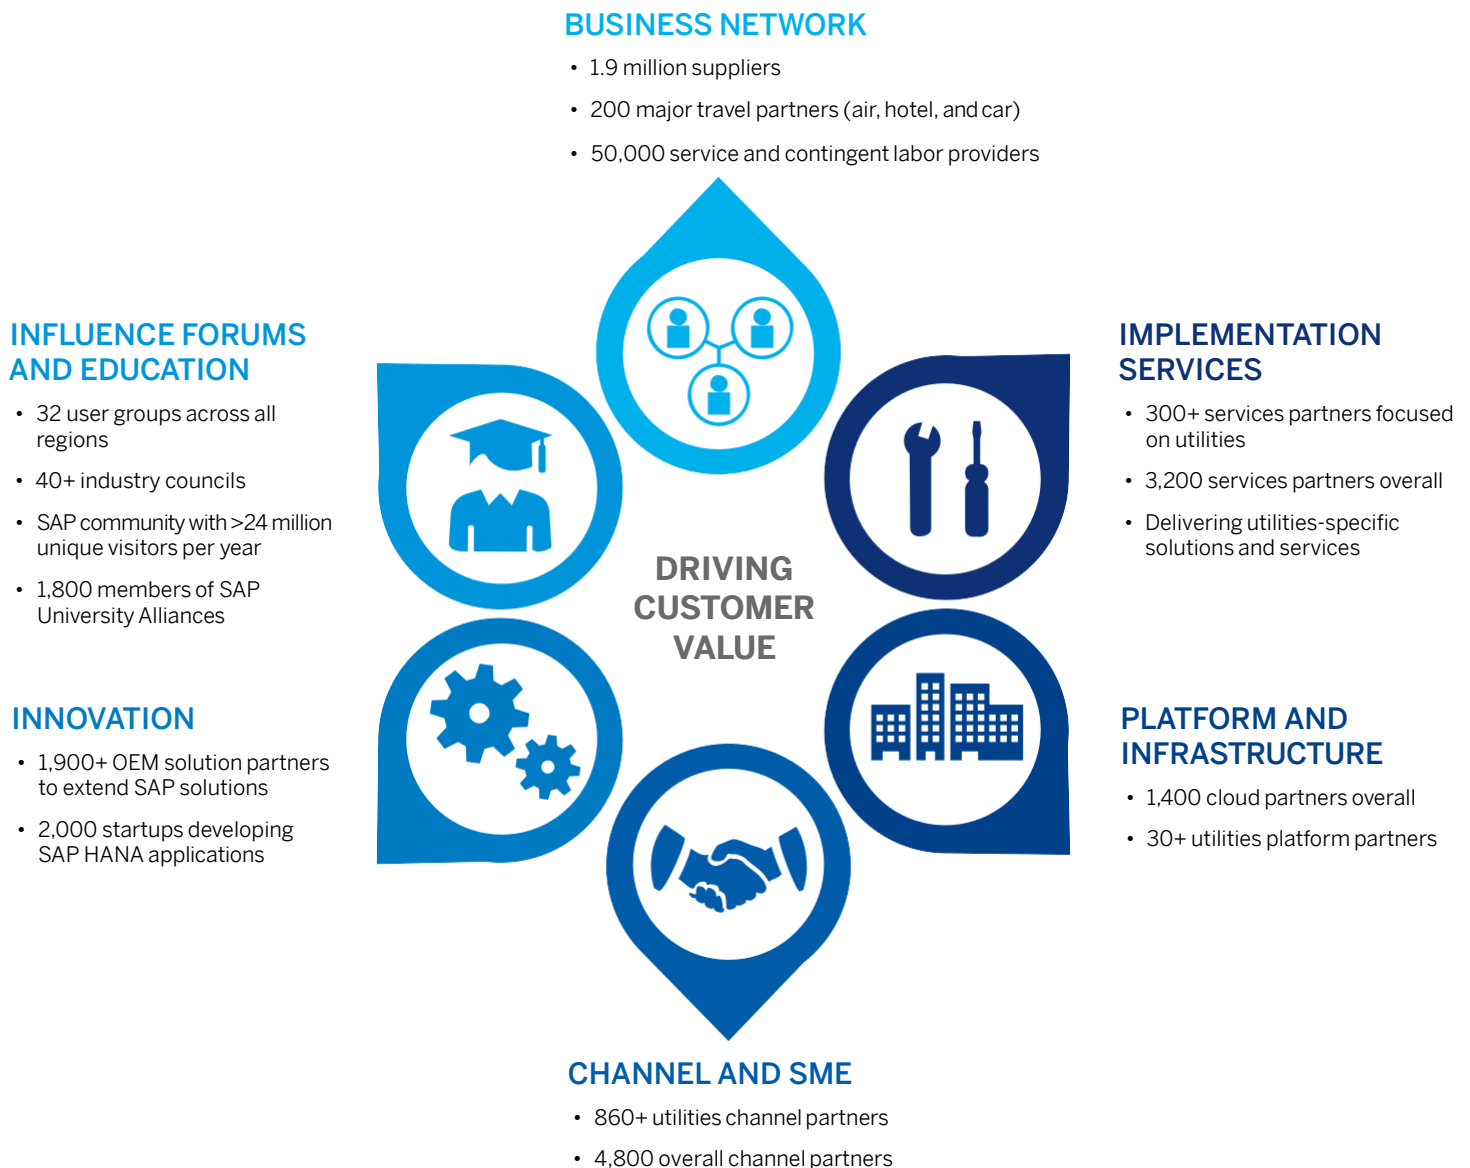 BUSINESS NETWORK
• 1.9 million suppliers
• 200 major travel partners (air, hotel, and car)
• 50,000 service and contingent labor providers
INFLUENCE FORUMS
AND EDUCATION
• 32 user groups across all
regions
• 40+ industry councils
• SAP community with >24 million
unique visitors per year
• 1,800 members of SAP
University Alliances
IMPLEMENTATION
SERVICES
• 300+ services partners focused
on utilities
• 3,200 services partners overall
• Delivering utilities-specific
solutions and services
DRIVING
CUSTOMER
VALUE
INNOVATION
• 1,900+ OEM solution partners
to extend SAP solutions
• 2,000 startups developing
SAP HANA applications
PLATFORM AND
INFRASTRUCTURE
• 1,400 cloud partners overall
• 30+ utilities platform partners
CHANNEL AND SME
• 860+ utilities channel partners
• 4,800 overall channel partners